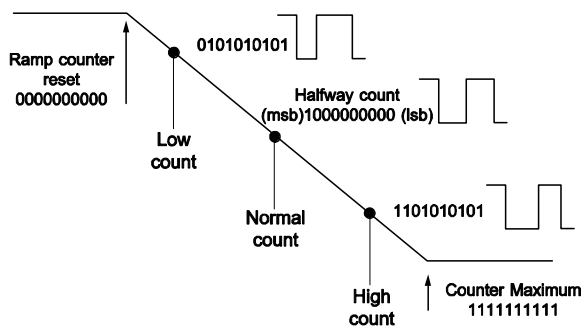 Ramp counter
reset
0000000000
0101010101
Low
count
Halfway count
(msb)1000000000 (lsb)
Normal
count
1101010101
High
count
Counter Maximum
1111111111